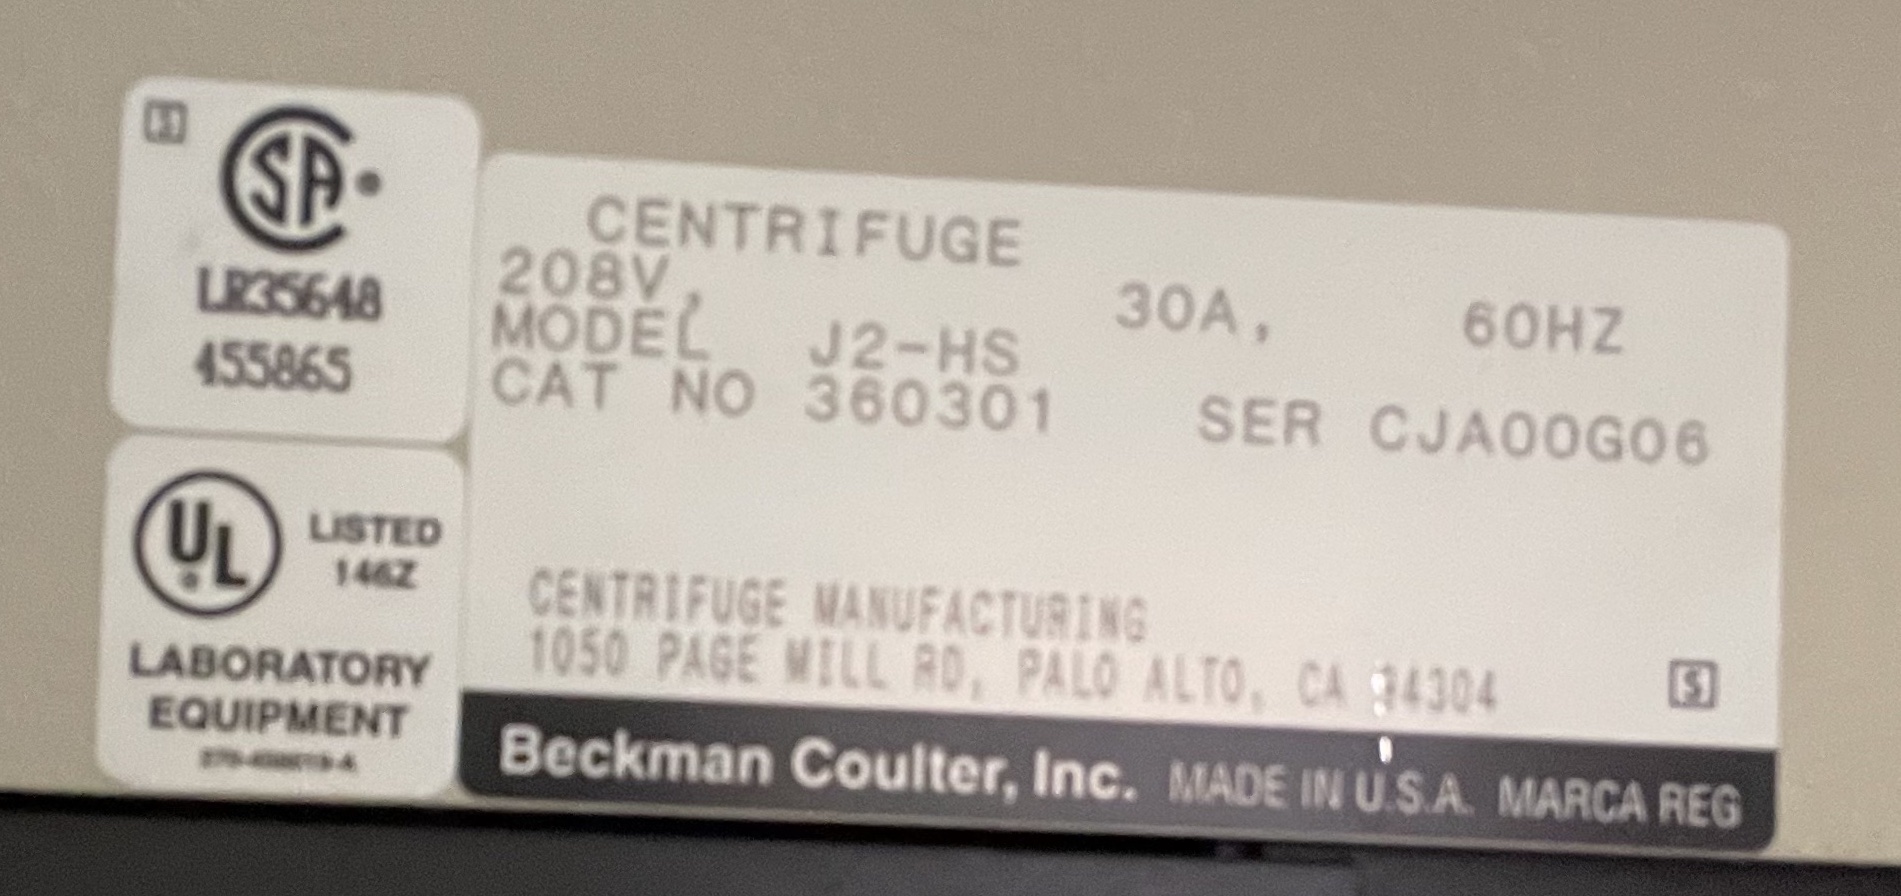 S
CSA
LR35648
455865
UL LISTED
146Z
LABORATORY
EQUIPMENT
CENTRIFUGE
208V, 30A, 60HZ
MODEL J2-HS
CAT NO 360301 SER CJA00G06
CENTRIFUGE MANUFACTURING
1050 PAGE MILL RD, PALO ALTO, CA 94304
S
Beckman Coulter, Inc. MADE IN U.S.A. MARCA REG